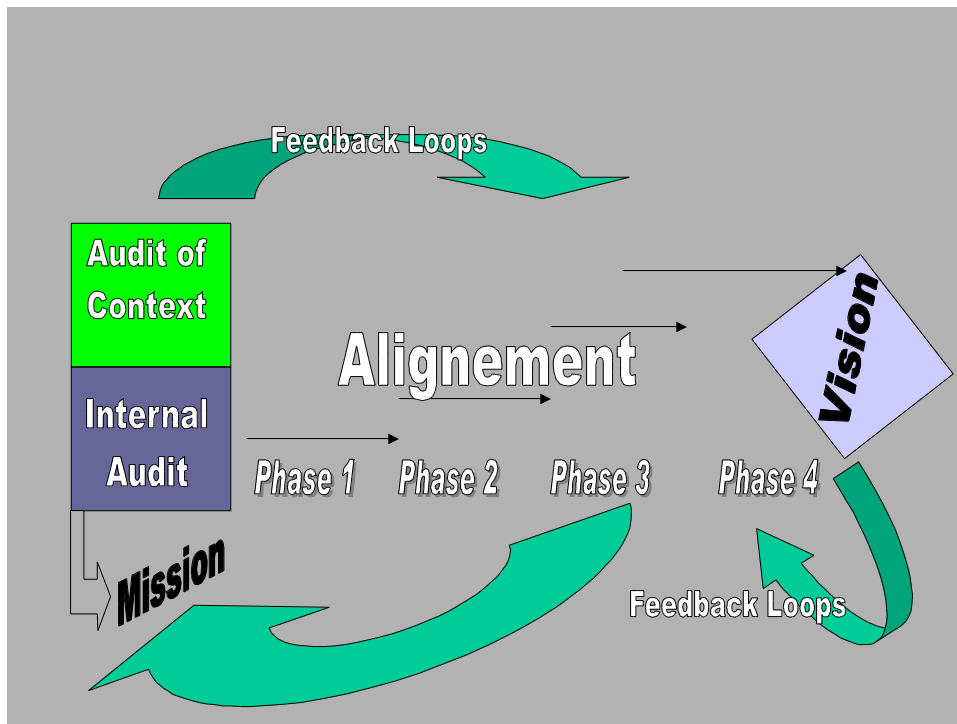 Feedback Loops
Audit of
Context
Vision
Alignement
Internal
Audit
Phase 1
Phase 2
Phase 3
Phase 4
Mission
Feedback Loops